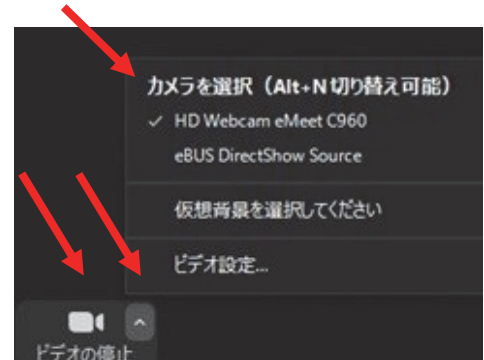 カメラを選択（Alt+N切り替え可能）
HD Webcam eMeet C960
eBUS DirectShow Source
仮想背景を選択してください
ビデオ設定...
ビデオの停止